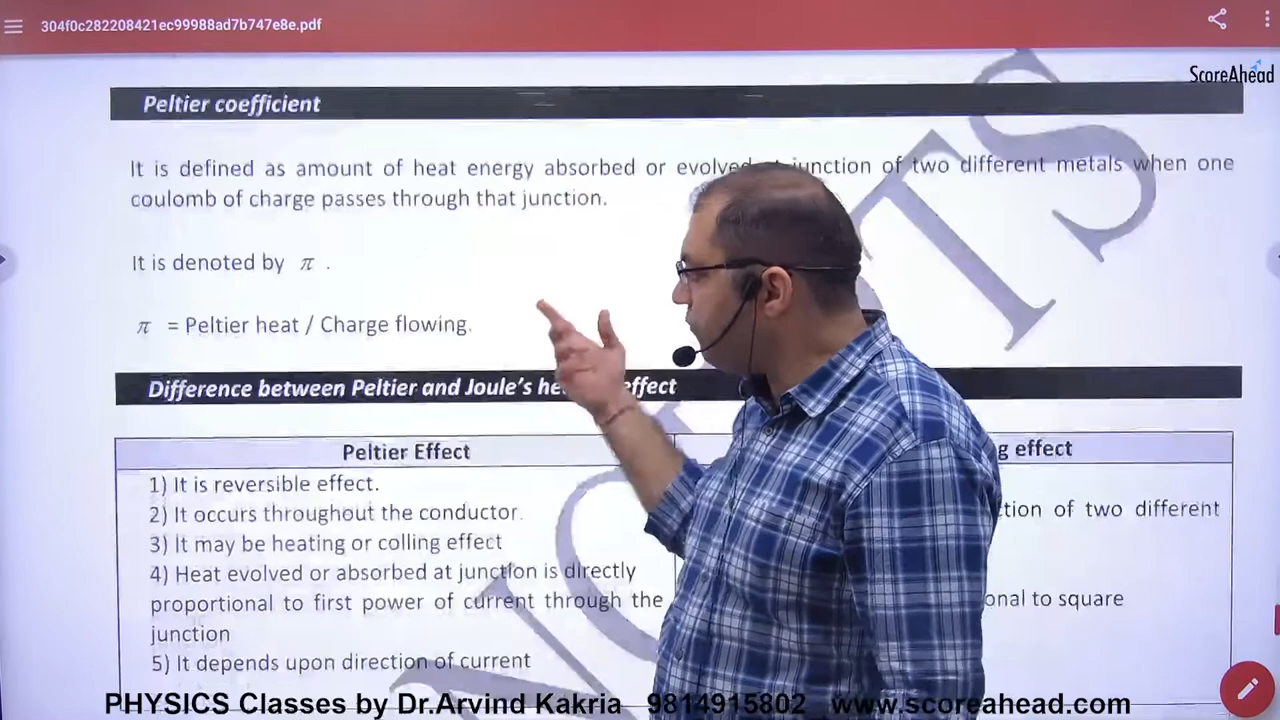 304f0c282208421ec99988ad7b747e8e.pdf
ScoreAhead
Peltier coefficient
It is defined as amount of heat energy absorbed or evolved junction of two different metals when one
coulomb of charge passes through that junction.
It is denoted by π .
π = Peltier heat / Charge flowing.
Difference between Peltier and Joule's effect
Peltier Effect
effect
1) It is reversible effect.
2) It occurs throughout the conductor.
of two different
3) It may be heating or colling effect
4) Heat evolved or absorbed at junction is directly
proportional to first power of current through the
to square
junction
5) It depends upon direction of current
PHYSICS Classes by Dr.Arvind Kakria 9814915802 www.scoreahead.com